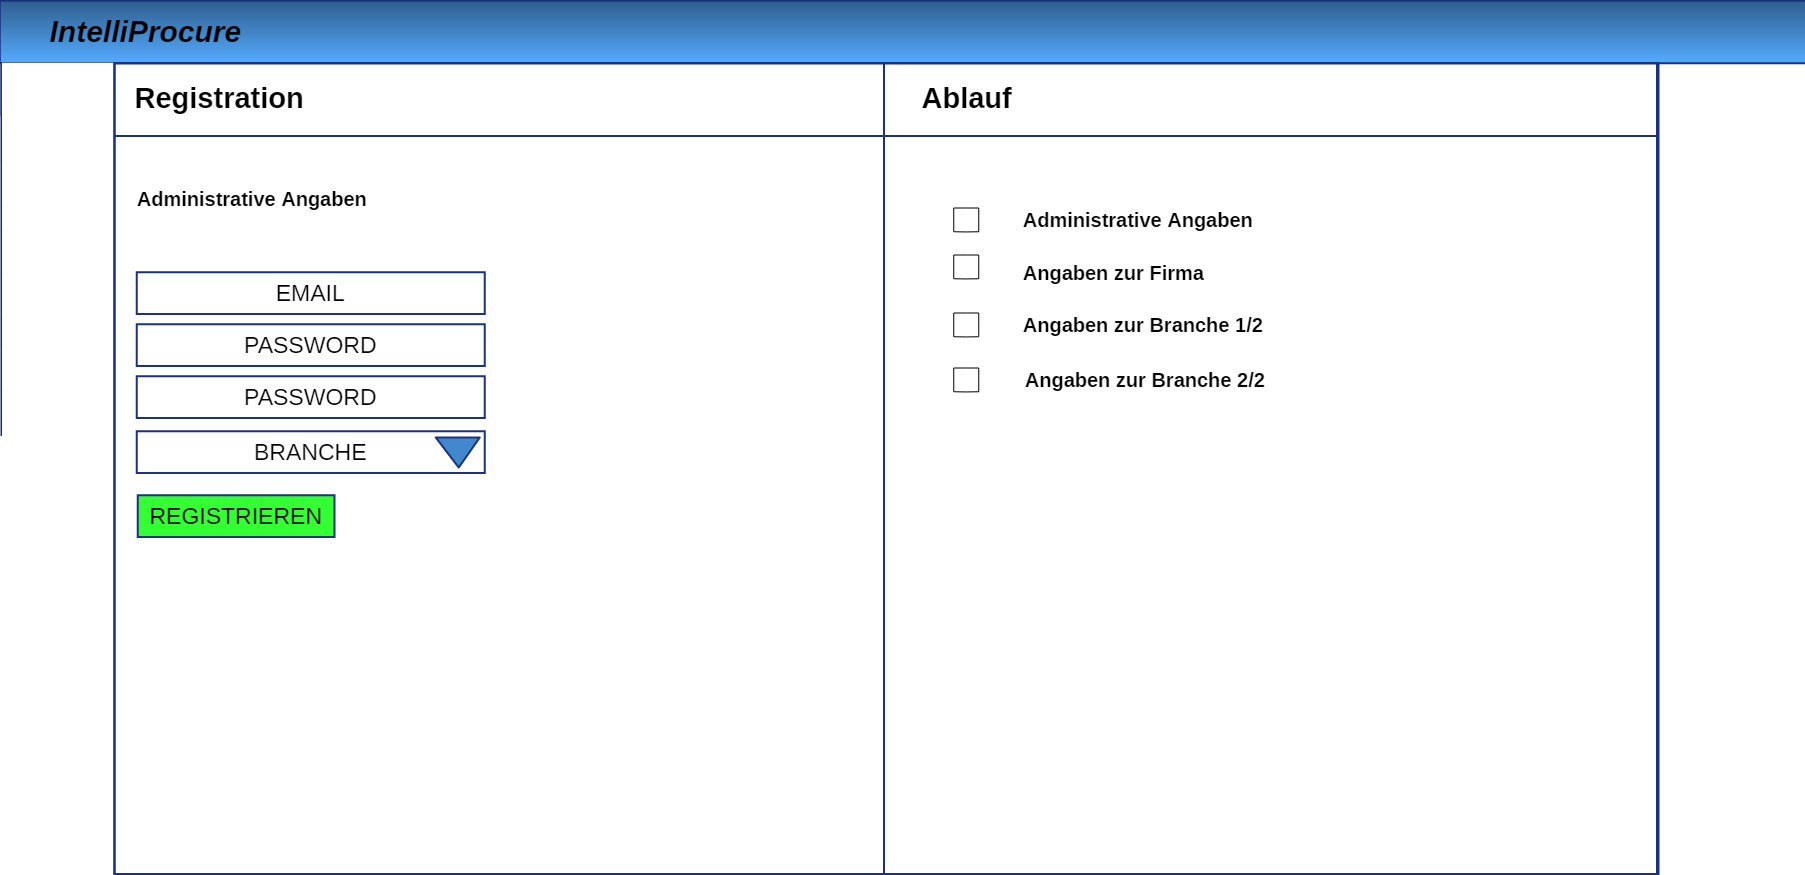 IntelliProcure
Registration
Administrative Angaben
EMAIL
PASSWORD
PASSWORD
BRANCHE
REGISTRIEREN
Ablauf
Administrative Angaben
Angaben zur Firma
Angaben zur Branche 1/2
Angaben zur Branche 2/2